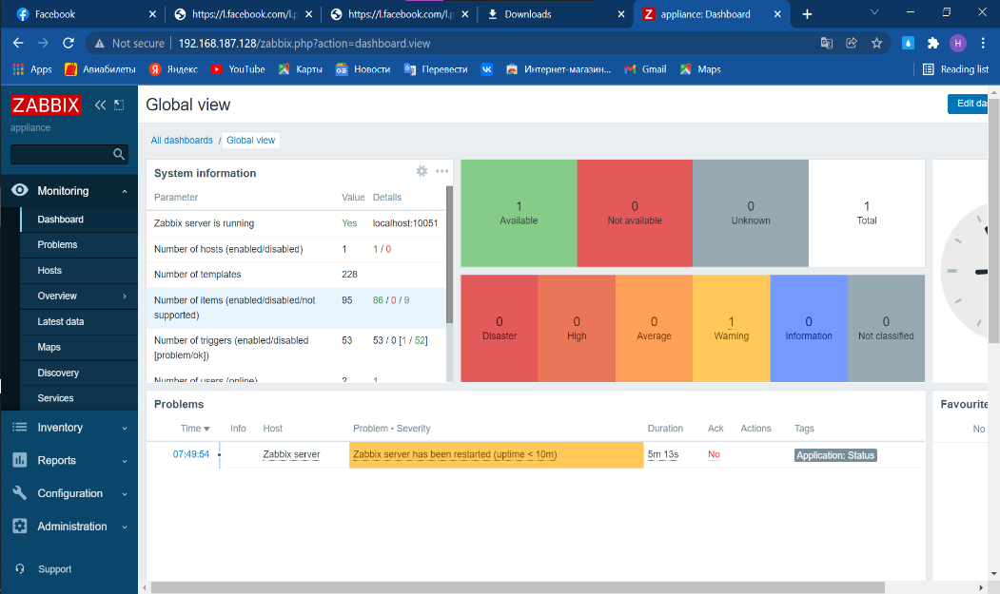 Facebook
https://l.facebook.com/l.p
https://l.facebook.com/l.p
Downloads
appliance: Dashboard
Not secure 192.168.187.128/zabbix.php?action=dashboard.view
H
Apps
Авиабилеты
Яндекс
YouTube
Карты
Новости
Перевести
Интернет-магазин...
Gmail
Maps
Reading list
ZABBIX
appliance
Monitoring
Dashboard
Problems
Hosts
Overview
Latest data
Maps
Discovery
Services
Inventory
Reports
Configuration
Administration
Support
Global view
Edit das
All dashboards / Global view
System information
Parameter Value Details
Zabbix server is running Yes localhost:10051
Number of hosts (enabled/disabled) 1 1 / 0
Number of templates 228
Number of items (enabled/disabled/not supported) 95 86 / 0 / 9
Number of triggers (enabled/disabled [problem/ok]) 53 53 / 0 [1 / 52]
Number of users (online) 2 1
1
Available
0
Not available
0
Unknown
1
Total
0
Disaster
0
High
0
Average
1
Warning
0
Information
0
Not classified
Problems
Time Info Host Problem • Severity Duration Ack Actions Tags
07:49:54 Zabbix server Zabbix server has been restarted (uptime < 10m) 5m 13s No Application: Status
Favourite
No